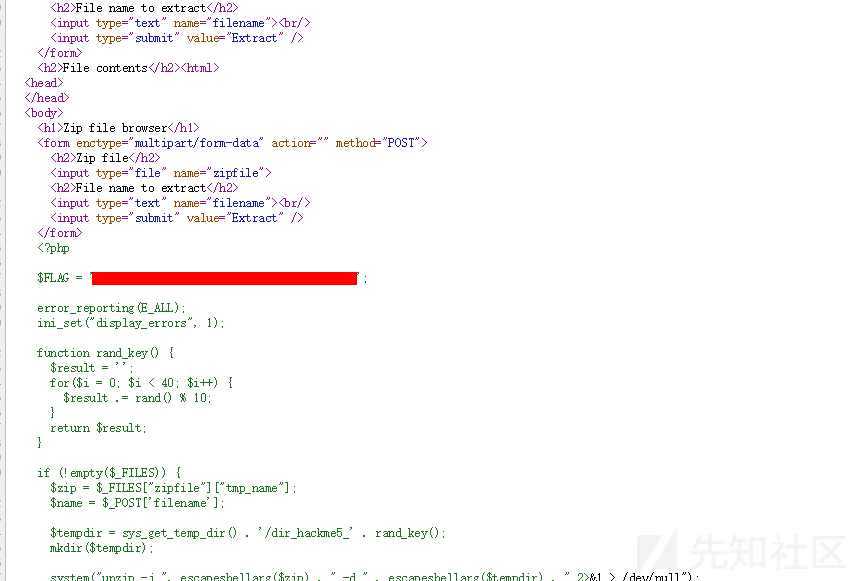 <h2>File name to extract</h2>
<input type="text" name="filename"><br/>
<input type="submit" value="Extract" />
</form>
<h2>File contents</h2><html>
<head>
</head>
<body>
<h1>Zip file browser</h1>
<form enctype="multipart/form-data" action="" method="POST">
<h2>Zip file</h2>
<input type="file" name="zipfile">
<h2>File name to extract</h2>
<input type="text" name="filename"><br/>
<input type="submit" value="Extract" />
</form>
<?php
$FLAG = ' ';
error_reporting(E_ALL);
ini_set("display_errors", 1);
function rand_key() {
$result = '';
for($i = 0; $i < 40; $i++) {
$result .= rand() % 10;
}
return $result;
}
if (!empty($_FILES)) {
$zip = $_FILES["zipfile"]["tmp_name"];
$name = $_POST['filename'];
$tempdir = sys_get_temp_dir() . '/dir_hackme5_' . rand_key();
mkdir($tempdir);
system("unzip -j ". escapeshellarg($zip) . " -d " . escapeshellarg($tempdir) . " 2>&1 > /dev/null");
先知社区